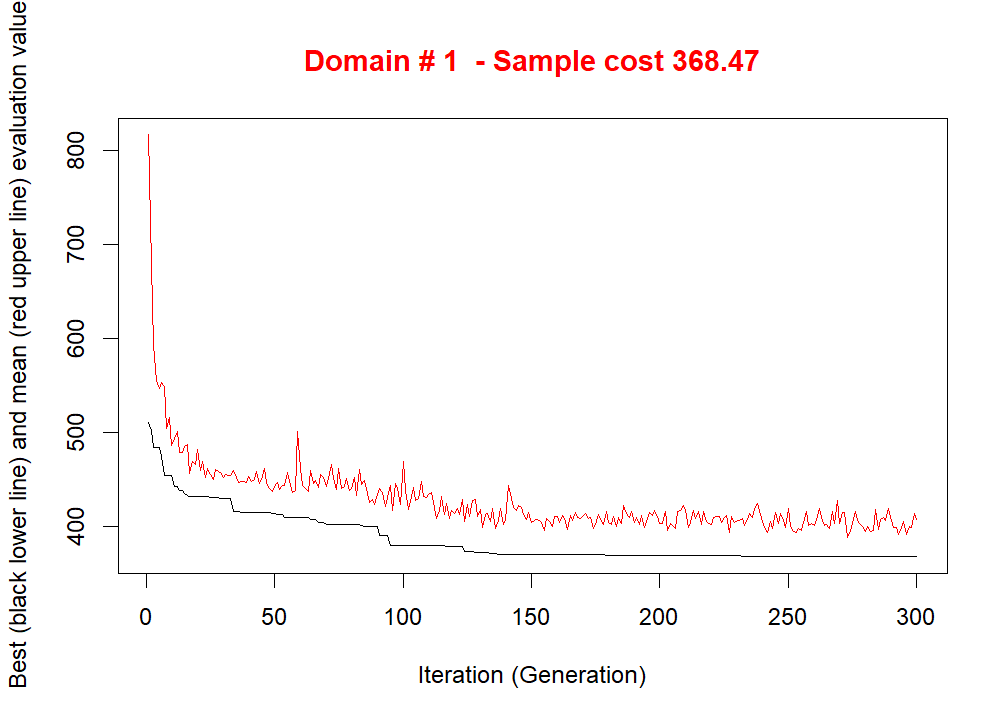 Domain # 1  - Sample cost 368.47
Best (black lower line) and mean (red upper line) evaluation value
800
700
600
500
400
0 50 100 150 200 250 300
Iteration (Generation)